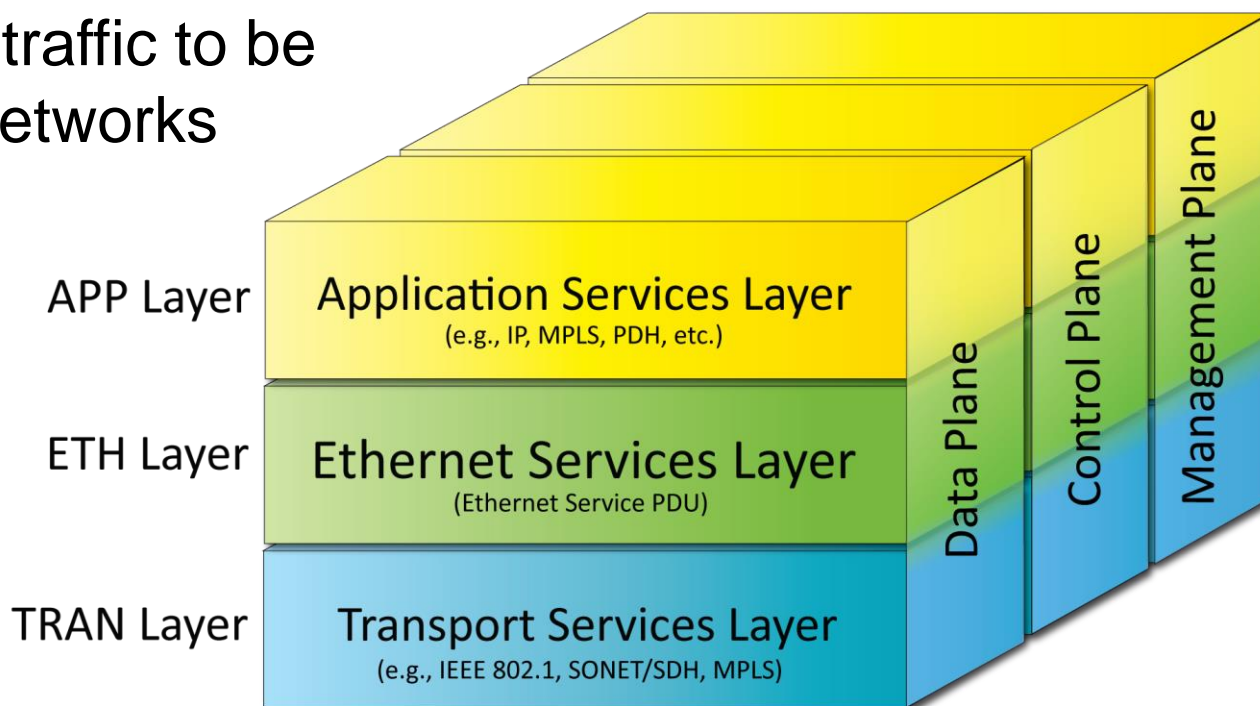 traffic to be
etworks
APP Layer
Application Services Layer
(e.g., IP, MPLS, PDH, etc.)
ETH Layer
Ethernet Services Layer
(Ethernet Service PDU)
TRAN Layer
Transport Services Layer
(e.g., IEEE 802.1, SONET/SDH, MPLS)
Data Plane
Control Plane
Management Plane